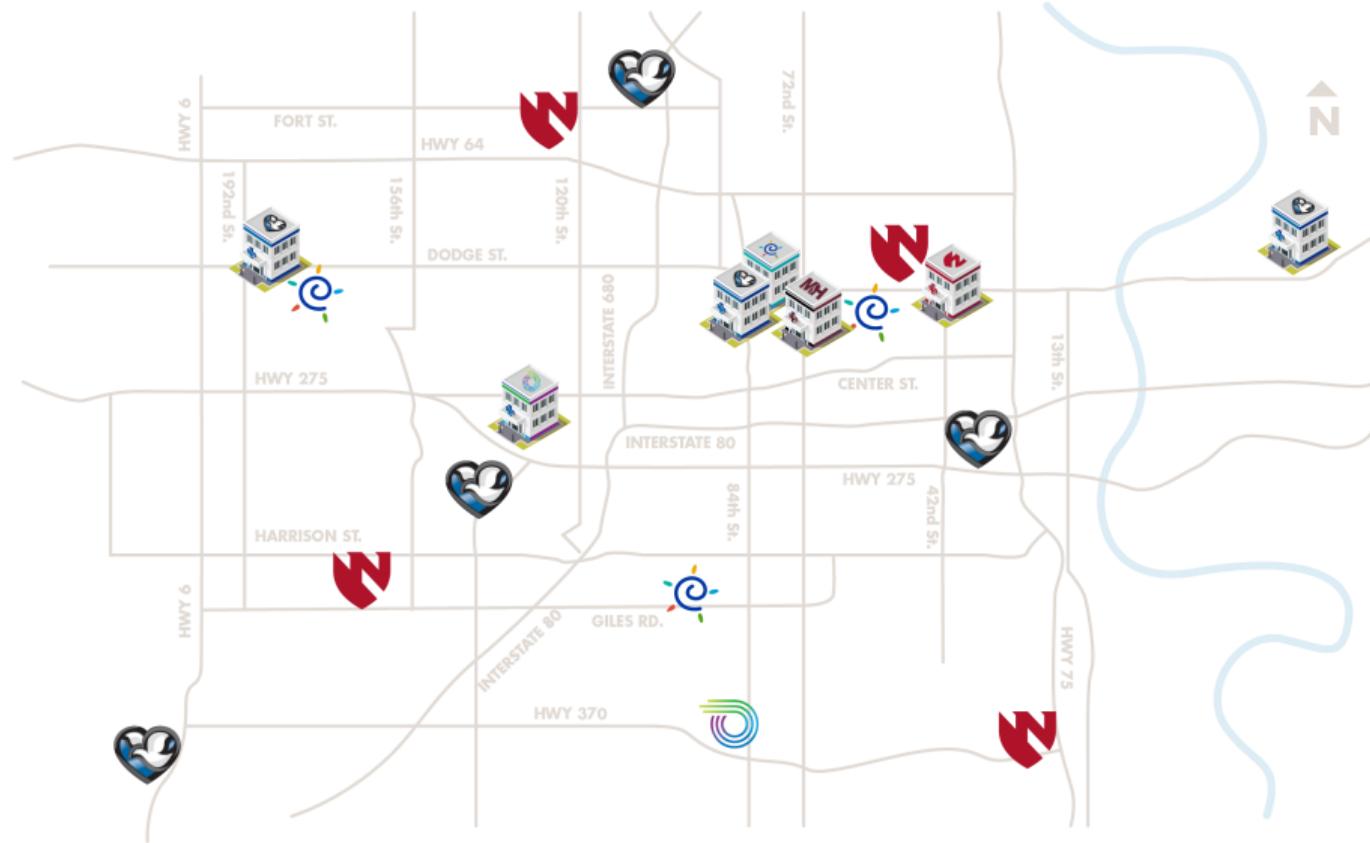 HWY 6
FORT ST.
72nd St.
N
HWY 64
192nd St.
156th St.
120th St.
DODGE ST.
MH
INTERSTATE 680
13th St.
HWY 275
CENTER ST.
INTERSTATE 80
HWY 275
84th St.
42nd St.
HARRISON ST.
HWY 6
GILES RD.
INTERSTATE 80
HWY 75
HWY 370